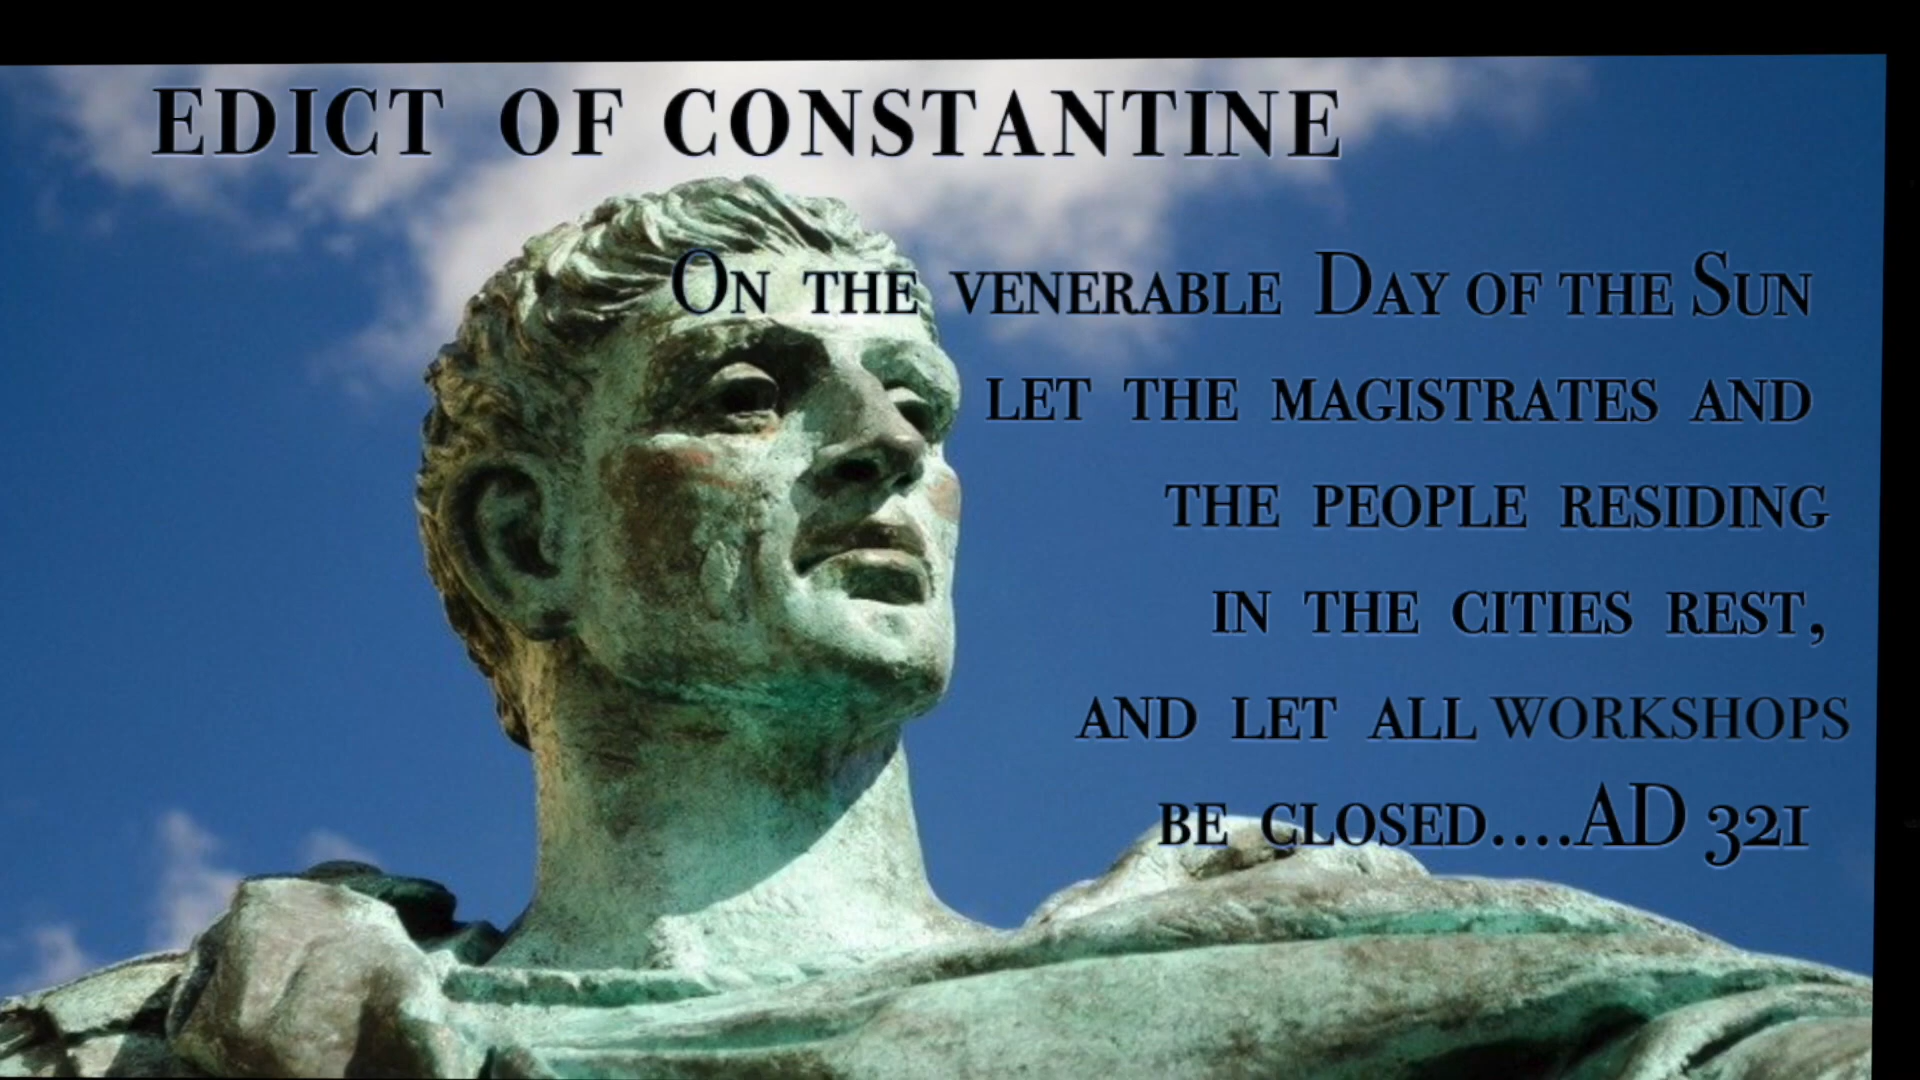 EDICT OF CONSTANTINE
ON THE VENERABLE DAY OF THE SUN
LET THE MAGISTRATES AND
THE PEOPLE RESIDING
IN THE CITIES REST,
AND LET ALL WORKSHOPS
BE CLOSED....AD 321